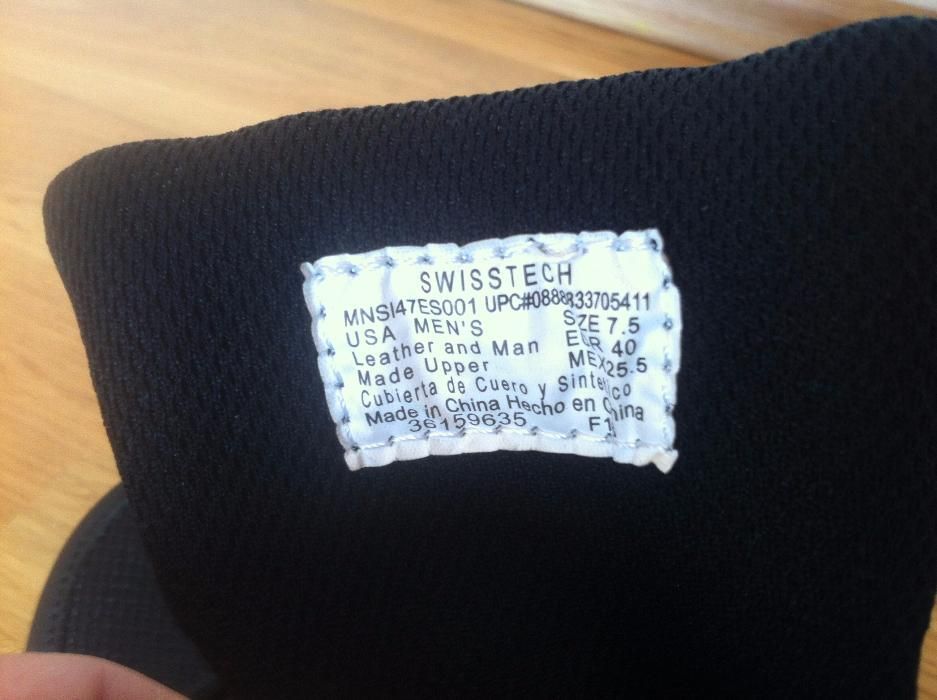 SWISSTECH
MNSI47ES001 UPC#0888833705411
USA MEN'S SZE 7.5
Leather and Man EUR 40
Made Upper MEX25.5
Cubierta de Cuero y Sintetico
Made in China Hecho en China
36159635 F1